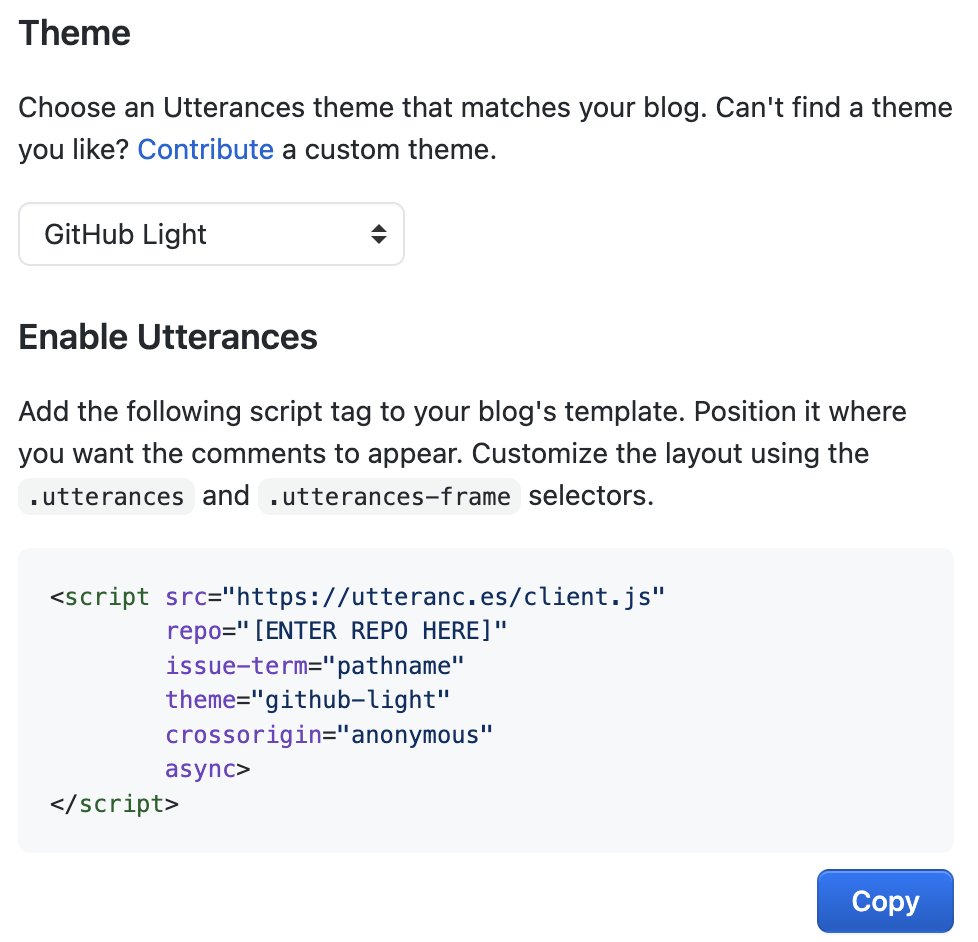 Theme
Choose an Utterances theme that matches your blog. Can't find a theme
you like? Contribute a custom theme.
GitHub Light
Enable Utterances
Add the following script tag to your blog's template. Position it where
you want the comments to appear. Customize the layout using the
.utterances and .utterances-frame selectors.
<script src="https://utteranc.es/client.js"
        repo="[ENTER REPO HERE]"
        issue-term="pathname"
        theme="github-light"
        crossorigin="anonymous"
        async>
</script>
Copy